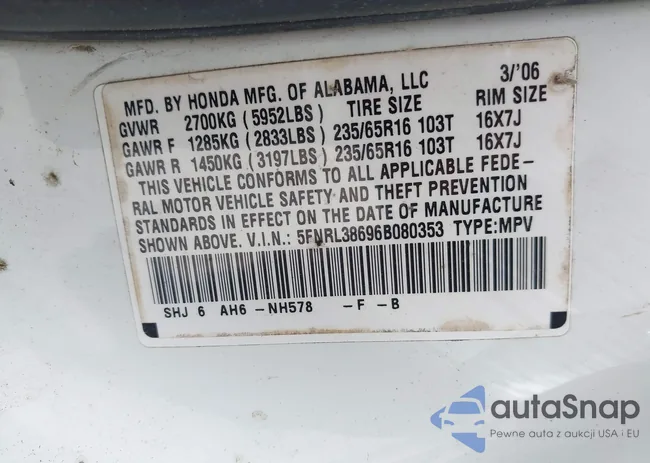 MFD. BY HONDA MFG. OF ALABAMA, LLC 3/'06
GVWR 2700KG (5952LBS) TIRE SIZE RIM SIZE
GAWR F 1285KG (2833LBS) 235/65R16 103T 16X7J
GAWR R 1450KG (3197LBS) 235/65R16 103T 16X7J
THIS VEHICLE CONFORMS TO ALL APPLICABLE FEDE-
RAL MOTOR VEHICLE SAFETY AND THEFT PREVENTION
STANDARDS IN EFFECT ON THE DATE OF MANUFACTURE
SHOWN ABOVE. V.I.N.: 5FNRL38696B080353 TYPE:MPV
SHJ 6 AH6 -NH578 -F -B
autaSnap
Pewne auta z aukcji USA i EU